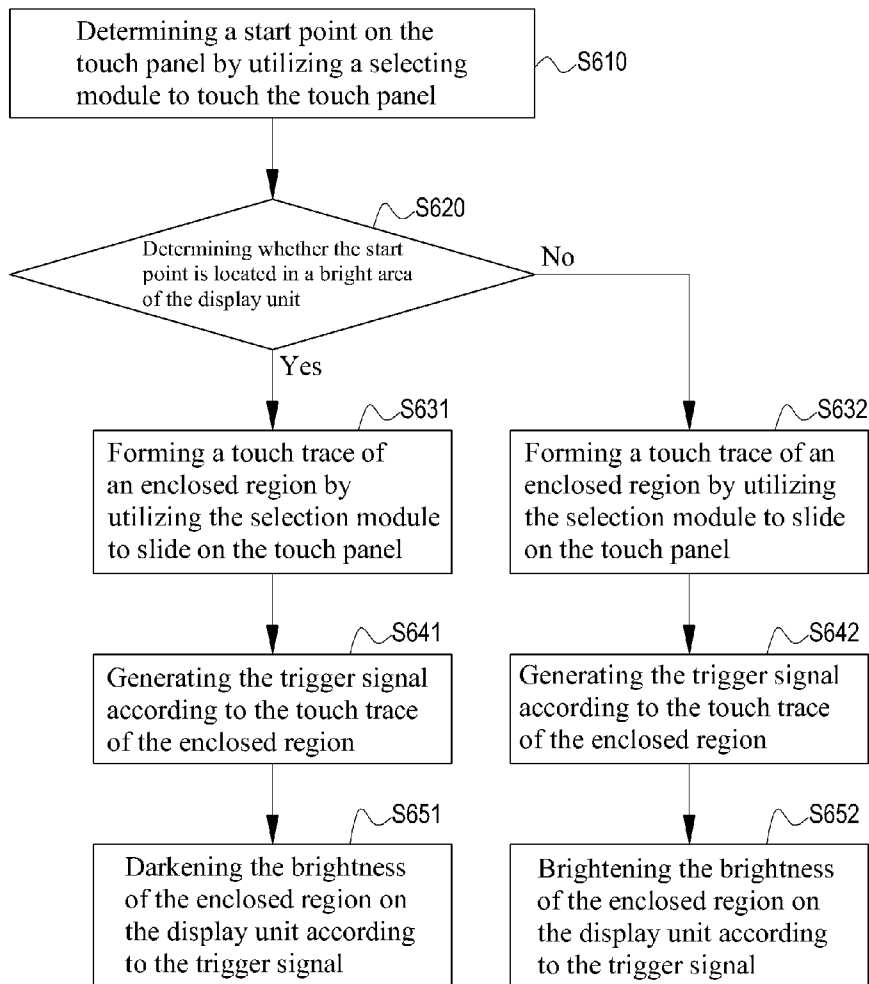 Determining a start point on the
touch panel by utilizing a selecting
module to touch the touch panel
S610
S620
Determining whether the start
point is located in a bright area
of the display unit
No
Yes
S631
Forming a touch trace of
an enclosed region by
utilizing the selection module
to slide on the touch panel
S632
Forming a touch trace of an
enclosed region by utilizing
the selection module to slide
on the touch panel
S641
Generating the trigger signal
according to the touch trace
of the enclosed region
S642
Generating the trigger signal
according to the touch trace
of the enclosed region
S651
Darkening the brightness
of the enclosed region on
the display unit according
to the trigger signal
S652
Brightening the brightness
of the enclosed region on
the display unit according
to the trigger signal